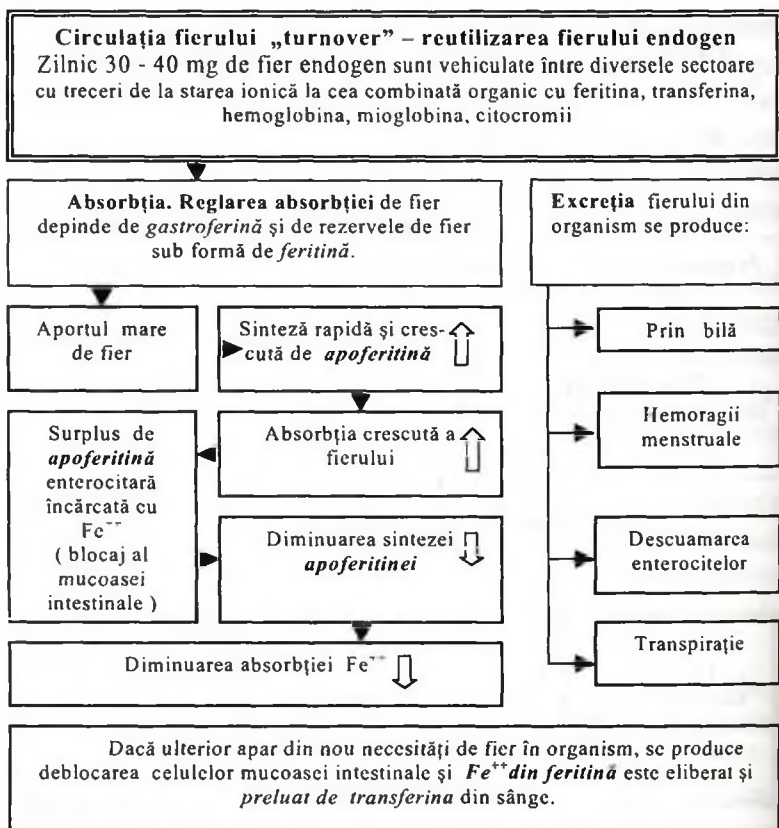 Circulația fierului „turnover” – reutilizarea fierului endogen
Zilnic 30 - 40 mg de fier endogen sunt vehiculate între diversele sectoare
cu treceri de la starea ionică la cea combinată organic cu feritina, transferina,
hemoglobina, mioglobina, citocromii
Absorbția. Reglarea absorbției de fier
depinde de gastroferină și de rezervele de fier
sub formă de feritină.
Aportul mare
de fier
Sinteză rapidă și cres-
cută de apoferitină
Absorbția crescută a
fierului
Surplus de
apoferitină
enterocitară
încărcată cu
Fe⁺⁺
( blocaj al
mucoasei
intestinale )
Diminuarea sintezei
apoferitinei
Diminuarea absorbției Fe⁺⁺
Excreția fierului din
organism se produce:
Prin bilă
Hemoragii
menstruale
Descuamarea
enterocitelor
Transpirație
Dacă ulterior apar din nou necesități de fier în organism, se produce
deblocarea celulelor mucoasei intestinale și Fe⁺⁺ din feritină este eliberat și
preluat de transferina din sânge.